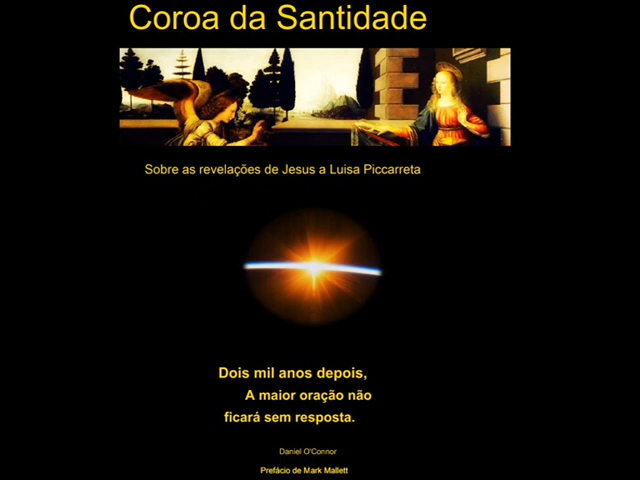 Coroa da Santidade
Sobre as revelações de Jesus a Luisa Piccarreta
Dois mil anos depois,
A maior oração não
ficará sem resposta.
Daniel O'Connor
Prefácio de Mark Mallett